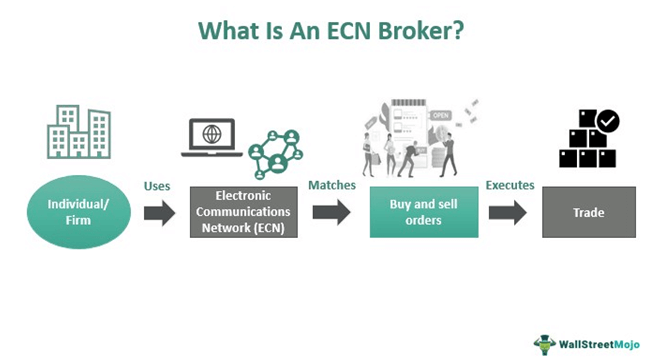 What Is An ECN Broker?
OPEN
Individual/
Firm
Uses
Electronic
Communications
Network (ECN)
Matches
Buy and sell
orders
Executes
Trade
WallStreetMojo